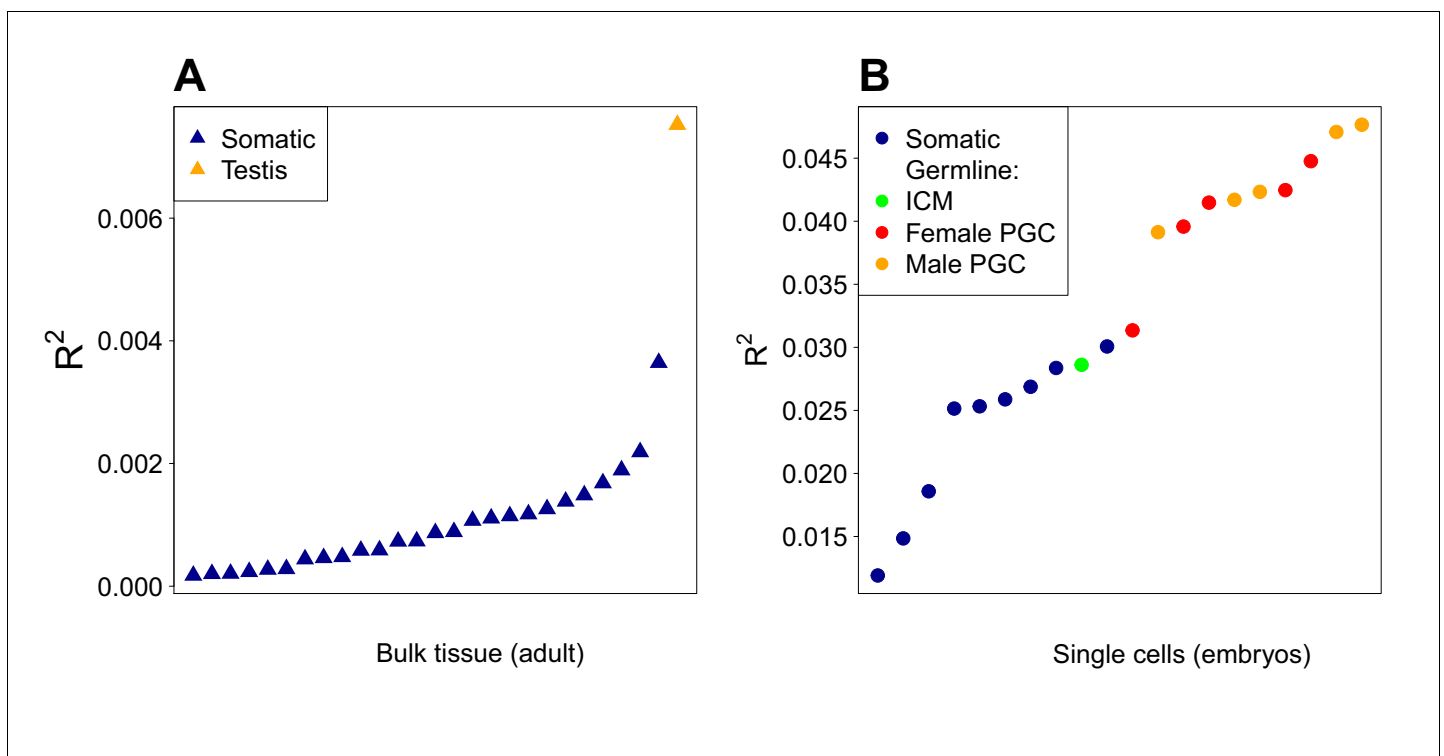 A
Somatic
Testis
R²
0.006
0.004
0.002
0.000
Bulk tissue (adult)
B
Somatic
Germline:
ICM
Female PGC
Male PGC
R²
0.045
0.040
0.035
0.030
0.025
0.020
0.015
Single cells (embryos)